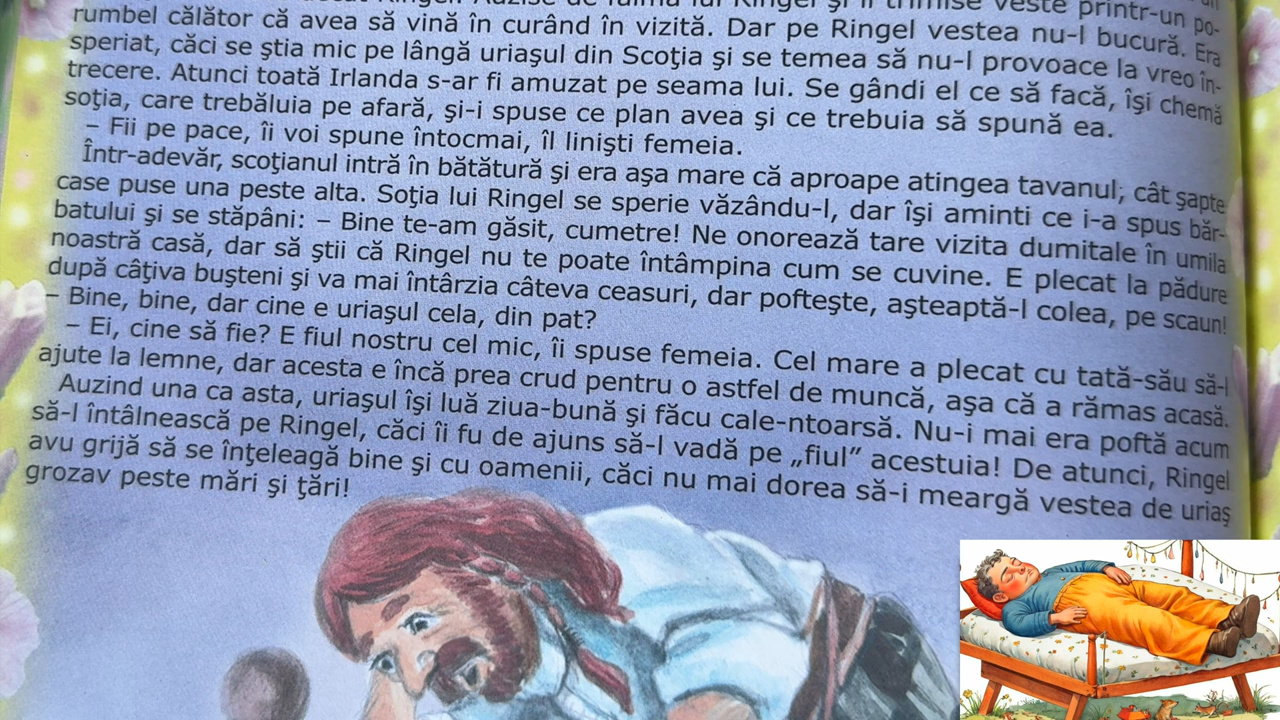 Ringel. Auzise de faima lui Ringel şi îi trimise veste printr-un po-
rumbel călător că avea să vină în curând în vizită. Dar pe Ringel vestea nu-l bucură. Era
speriat, căci se ştia mic pe lângă uriaşul din Scoţia şi se temea să nu-l provoace la vreo în-
trecere. Atunci toată Irlanda s-ar fi amuzat pe seama lui. Se gândi el ce să facă, îşi chemă
soţia, care trebăluia pe afară, şi-i spuse ce plan avea şi ce trebuia să spună ea.
– Fii pe pace, îi voi spune întocmai, îl linişti femeia.
Într-adevăr, scoţianul intră în bătătură şi era aşa mare că aproape atingea tavanul, cât şapte
case puse una peste alta. Soţia lui Ringel se sperie văzându-l, dar îşi aminti ce i-a spus băr-
batului şi se stăpâni: – Bine te-am găsit, cumetre! Ne onorează tare vizita dumitale în umila
noastră casă, dar să ştii că Ringel nu te poate întâmpina cum se cuvine. E plecat la pădure
după câţiva buşteni şi va mai întârzia câteva ceasuri, dar pofteşte, aşteaptă-l colea, pe scaun!
– Bine, bine, dar cine e uriaşul cela, din pat?
– Ei, cine să fie? E fiul nostru cel mic, îi spuse femeia. Cel mare a plecat cu tată-său să-l
ajute la lemne, dar acesta e încă prea crud pentru o astfel de muncă, aşa că a rămas acasă.
Auzind una ca asta, uriaşul îşi luă ziua-bună şi făcu cale-ntoarsă. Nu-i mai era poftă acum
să-l întâlnească pe Ringel, căci îi fu de ajuns să-l vadă pe „fiul” acestuia! De atunci, Ringel
avu grijă să se înţeleagă bine şi cu oamenii, căci nu mai dorea să-i meargă vestea de uriaş
grozav peste mări şi ţări!